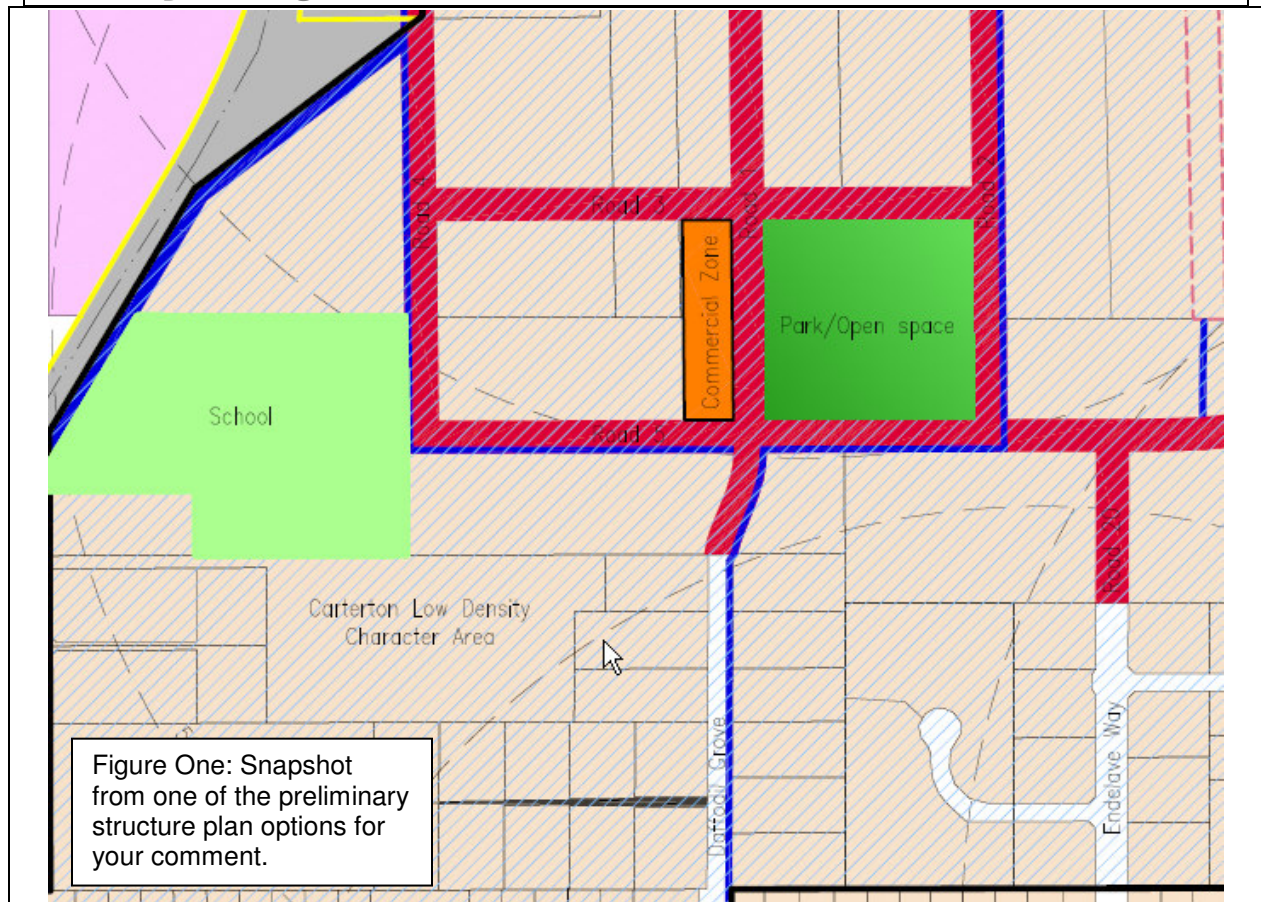 Road 4
Road 3
Road 2
Commercial Zone
Park/Open space
School
Road 5
Carterton Low Density
Character Area
Daffodil Grove
Endelave Way
Figure One: Snapshot
from one of the preliminary
structure plan options for
your comment.